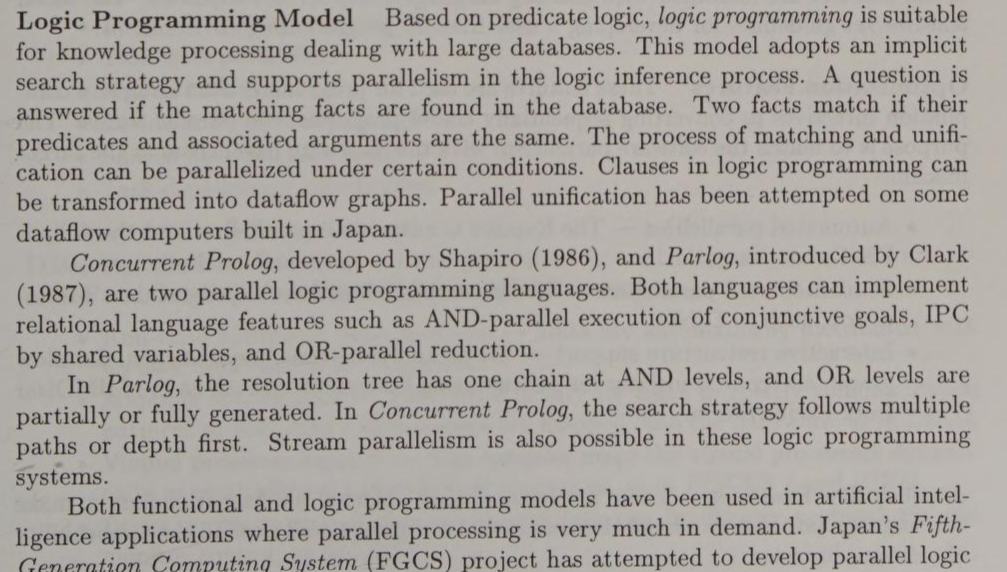 Logic Programming Model Based on predicate logic, logic programming is suitable
for knowledge processing dealing with large databases. This model adopts an implicit
search strategy and supports parallelism in the logic inference process. A question is
answered if the matching facts are found in the database. Two facts match if their
predicates and associated arguments are the same. The process of matching and unifi-
cation can be parallelized under certain conditions. Clauses in logic programming can
be transformed into dataflow graphs. Parallel unification has been attempted on some
dataflow computers built in Japan.
Concurrent Prolog, developed by Shapiro (1986), and Parlog, introduced by Clark
(1987), are two parallel logic programming languages. Both languages can implement
relational language features such as AND-parallel execution of conjunctive goals, IPC
by shared variables, and OR-parallel reduction.
In Parlog, the resolution tree has one chain at AND levels, and OR levels are
partially or fully generated. In Concurrent Prolog, the search strategy follows multiple
paths or depth first. Stream parallelism is also possible in these logic programming
systems.
Both functional and logic programming models have been used in artificial intel-
ligence applications where parallel processing is very much in demand. Japan's Fifth-
Generation Computing System (FGCS) project has attempted to develop parallel logic